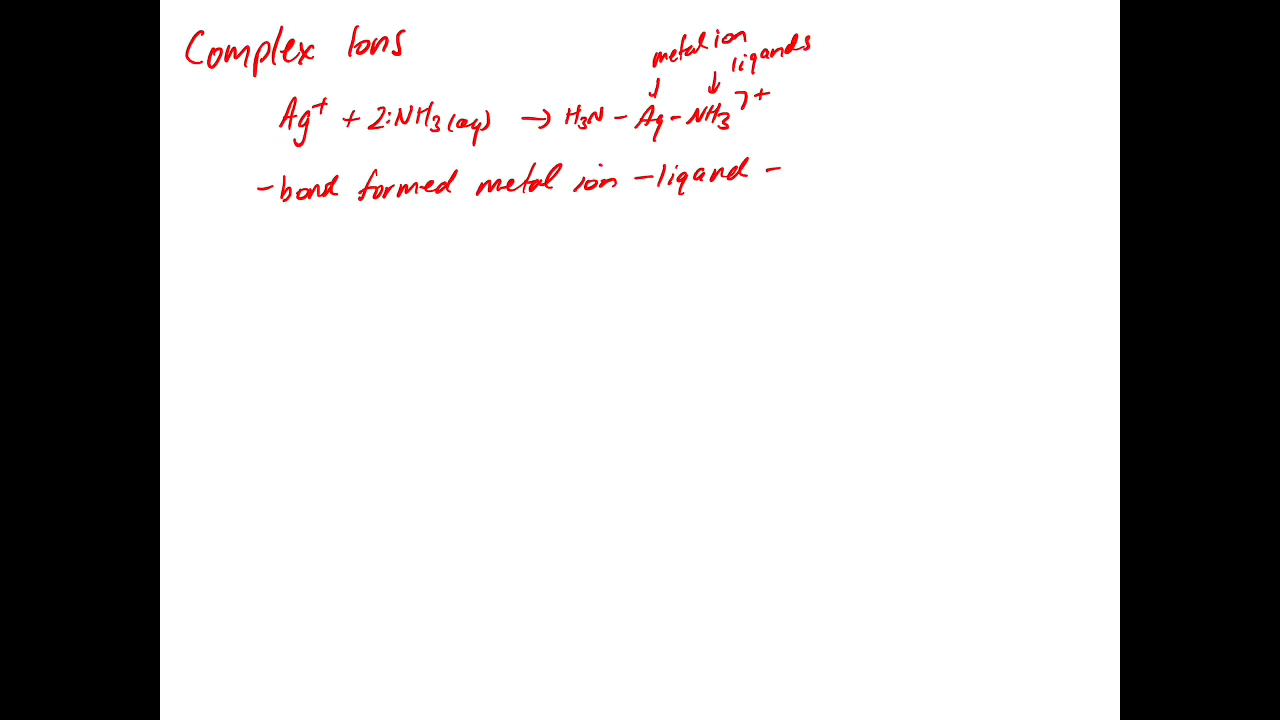 Complex Ions
metal ion
ligands
↓ ↓
Ag⁺ + 2:NH₃(aq) → H₃N - Ag - NH₃ ]⁺
- bond formed metal ion - ligand -